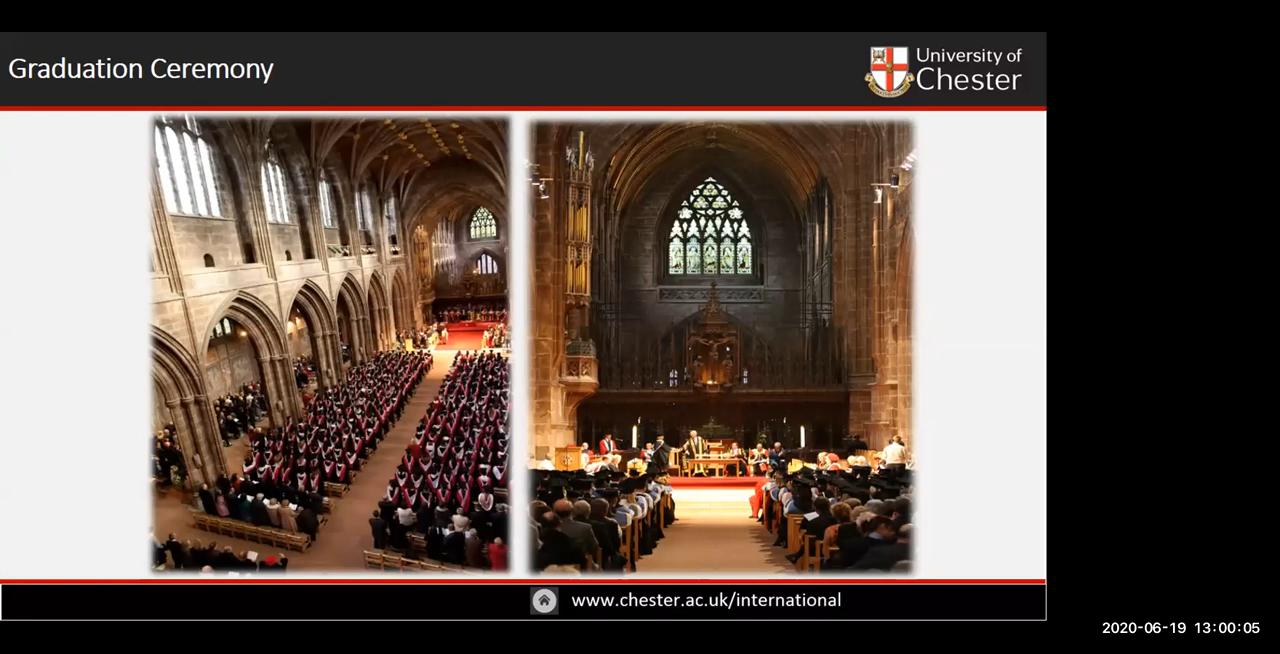 Graduation Ceremony
University of
Chester
www.chester.ac.uk/international
2020-06-19 13:00:05